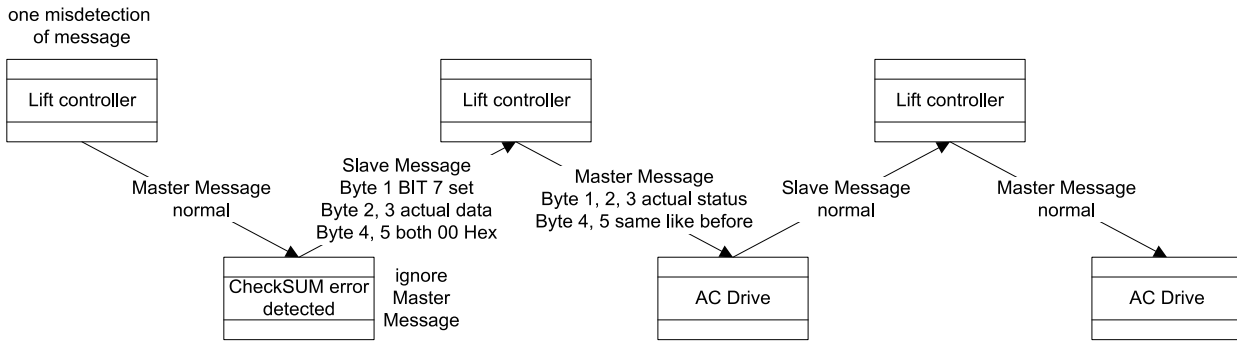 one misdetection
of message
Lift controller
Master Message
normal
CheckSUM error
detected
ignore
Master
Message
Slave Message
Byte 1 BIT 7 set
Byte 2, 3 actual data
Byte 4, 5 both 00 Hex
Lift controller
Master Message
Byte 1, 2, 3 actual status
Byte 4, 5 same like before
AC Drive
Slave Message
normal
Lift controller
Master Message
normal
AC Drive